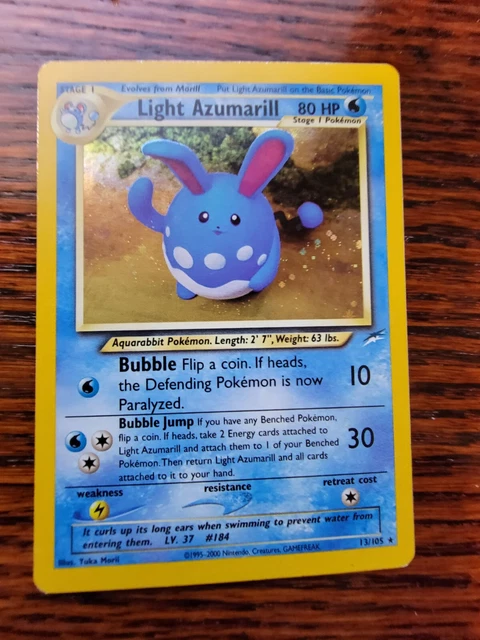 STAGE 1 Evolves from Marill Put Light Azumarill on the Basic Pokémon
Light Azumarill 80 HP
Stage 1 Pokémon
Aquarabbit Pokémon. Length: 2' 7", Weight: 63 lbs.
Bubble Flip a coin. If heads,
the Defending Pokémon is now
Paralyzed.
10
Bubble Jump If you have any Benched Pokémon,
flip a coin. If heads, take 2 Energy cards attached to
Light Azumarill and attach them to 1 of your Benched
Pokémon. Then return Light Azumarill and all cards
attached to it to your hand.
30
weakness resistance retreat cost
It curls up its long ears when swimming to prevent water from
entering them. LV. 37 #184
Illus. Tuka Morii ©1995-2000 Nintendo, Creatures, GAMEFREAK. 13/105 ★